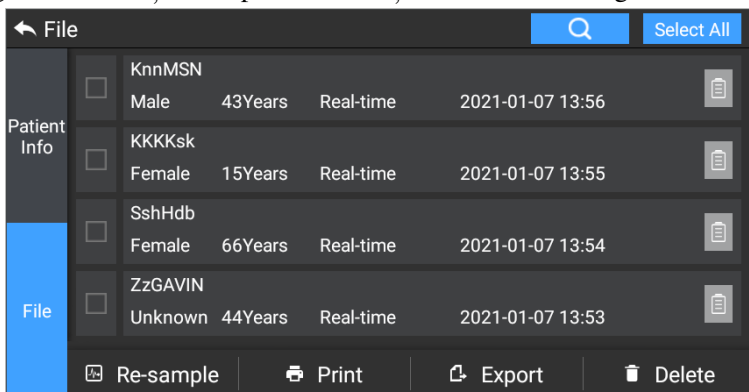 File
Select All
Patient
Info
KnnMSN
Male 43Years Real-time 2021-01-07 13:56
KKKKsk
Female 15Years Real-time 2021-01-07 13:55
SshHdb
Female 66Years Real-time 2021-01-07 13:54
File
ZzGAVIN
Unknown 44Years Real-time 2021-01-07 13:53
Re-sample Print Export Delete